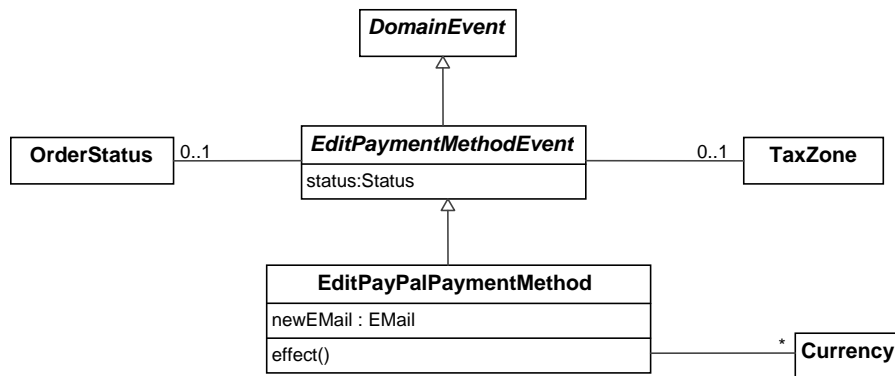 DomainEvent
OrderStatus
0..1
EditPaymentMethodEvent
status:Status
0..1
TaxZone
EditPayPalPaymentMethod
newEMail : EMail
effect()
*
Currency